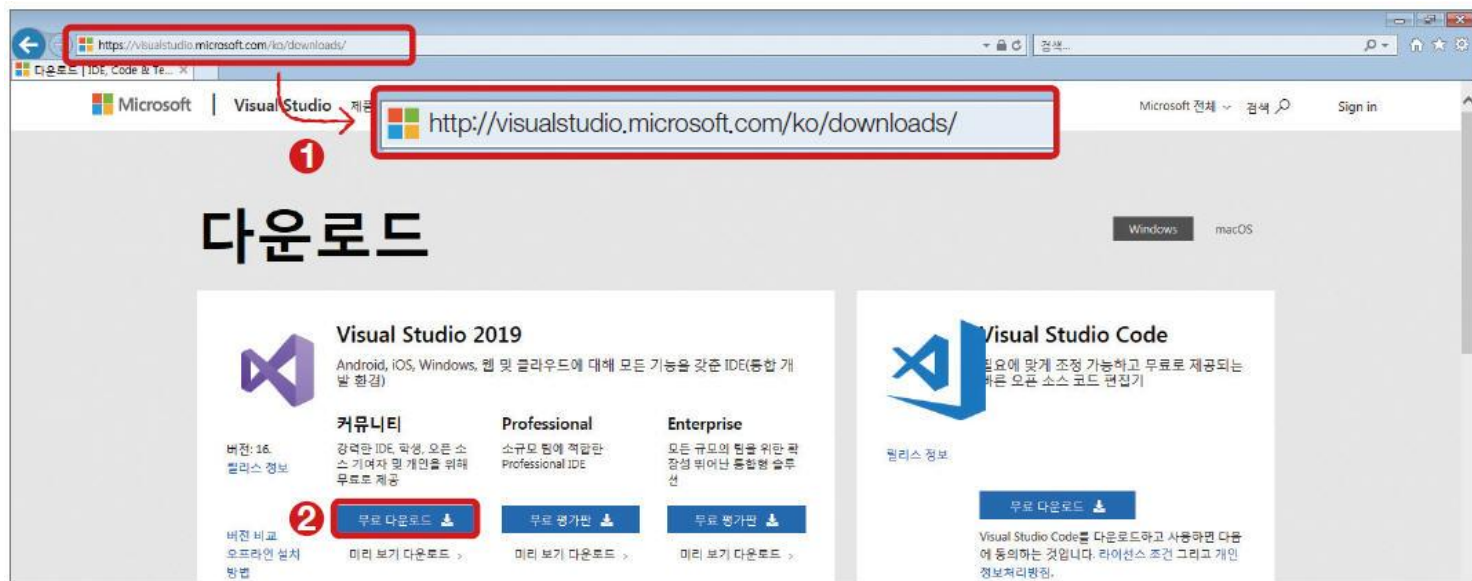 https://visualstudio.microsoft.com/ko/downloads/
검색...
다운로드 | IDE, Code & Te...
Microsoft | Visual Studio 제품
http://visualstudio.microsoft.com/ko/downloads/
Microsoft 전체 검색 Sign in
1
다운로드
Windows macOS
Visual Studio 2019
Android, iOS, Windows, 웹 및 클라우드에 대해 모든 기능을 갖춘 IDE(통합 개
발 환경)
버전: 16.
릴리스 정보
버전 비교
오프라인 설치
방법
커뮤니티
강력한 IDE, 학생, 오픈 소
스 기여자 및 개인을 위해
무료로 제공
2
무료 다운로드
미리 보기 다운로드 >
Professional
소규모 팀에 적합한
Professional IDE
무료 평가판
미리 보기 다운로드 >
Enterprise
모든 규모의 팀을 위한 확
장성 뛰어난 통합형 솔루
션
무료 평가판
미리 보기 다운로드 >
Visual Studio Code
필요에 맞게 조정 가능하고 무료로 제공되는
빠른 오픈 소스 코드 편집기
릴리스 정보
무료 다운로드
Visual Studio Code를 다운로드하고 사용하면 다음
에 동의하는 것입니다. 라이선스 조건 그리고 개인
정보처리방침.